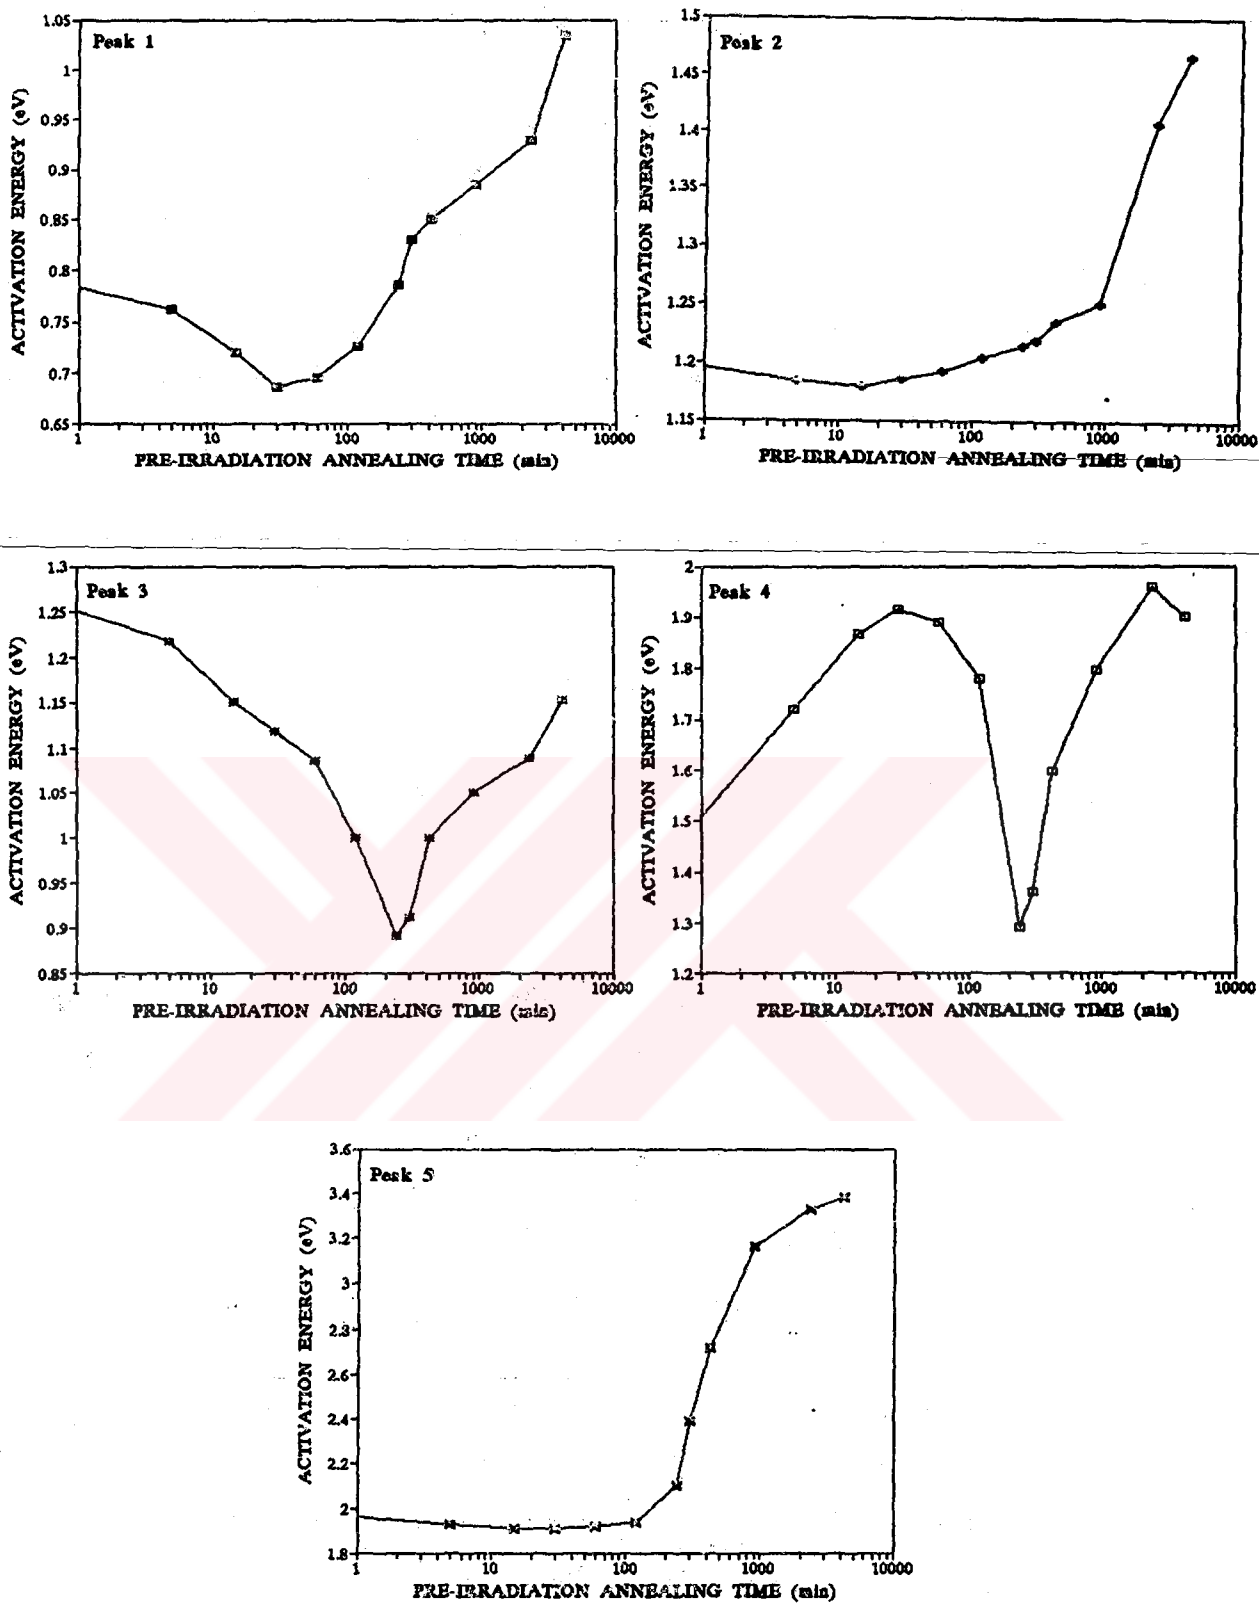 Peak 1
ACTIVATION ENERGY (eV)
1.05
1
0.95
0.9
0.85
0.8
0.75
0.7
0.65
1 10 100 1000 10000
PRE-IRRADIATION ANNEALING TIME (min)
Peak 2
ACTIVATION ENERGY (eV)
1.5
1.45
1.4
1.35
1.3
1.25
1.2
1.15
1 10 100 1000 10000
PRE-IRRADIATION ANNEALING TIME (min)
Peak 3
ACTIVATION ENERGY (eV)
1.3
1.25
1.2
1.15
1.1
1.05
1
0.95
0.9
0.85
1 10 100 1000 10000
PRE-IRRADIATION ANNEALING TIME (min)
Peak 4
ACTIVATION ENERGY (eV)
2
1.9
1.8
1.7
1.6
1.5
1.4
1.3
1.2
1 10 100 1000 10000
PRE-IRRADIATION ANNEALING TIME (min)
Peak 5
ACTIVATION ENERGY (eV)
3.6
3.4
3.2
3
2.8
2.6
2.4
2.2
2
1.8
1 10 100 1000 10000
PRE-IRRADIATION ANNEALING TIME (min)